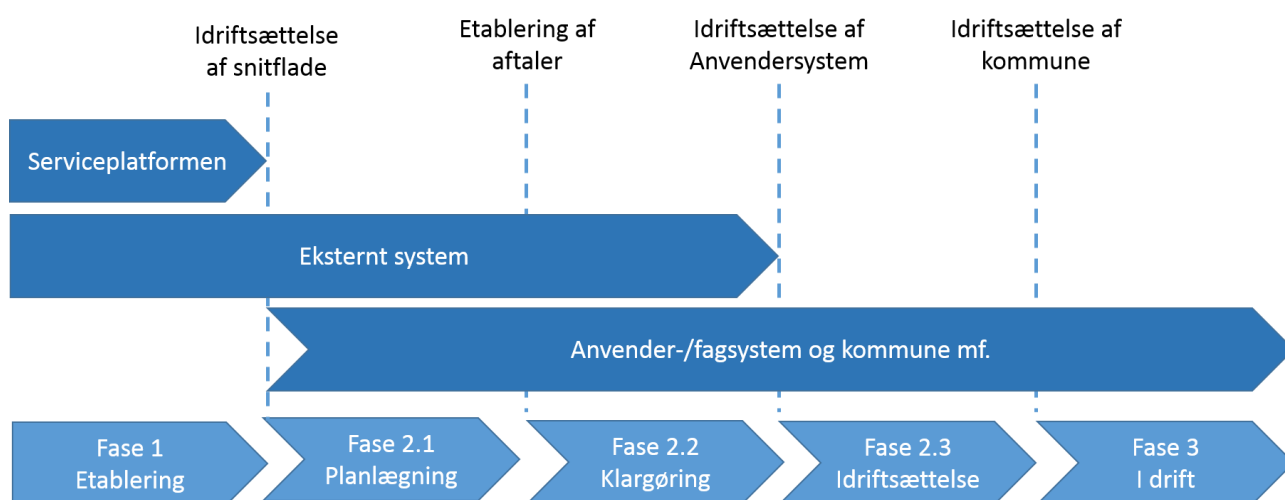 Idriftsættelse
af snitflade
Etablering af
aftaler
Idriftsættelse af
Anvendersystem
Idriftsættelse af
kommune
Serviceplatformen
Eksternt system
Anvender-/fagsystem og kommune mf.
Fase 1
Etablering
Fase 2.1
Planlægning
Fase 2.2
Klargøring
Fase 2.3
Idriftsættelse
Fase 3
I drift